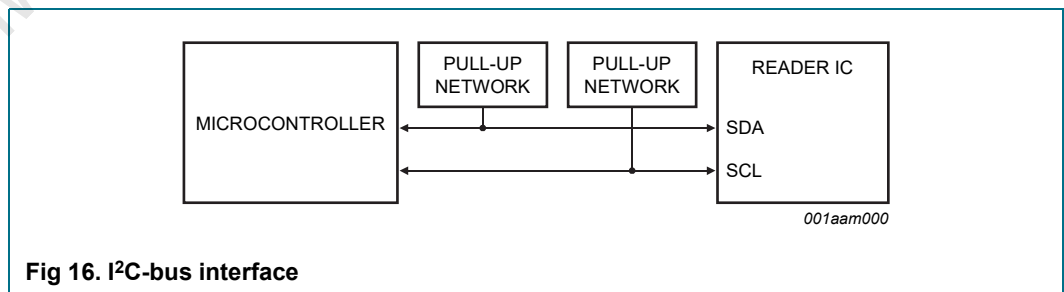 PULL-UP
NETWORK
PULL-UP
NETWORK
READER IC
MICROCONTROLLER
SDA
SCL
001aam000
Fig 16. I²C-bus interface